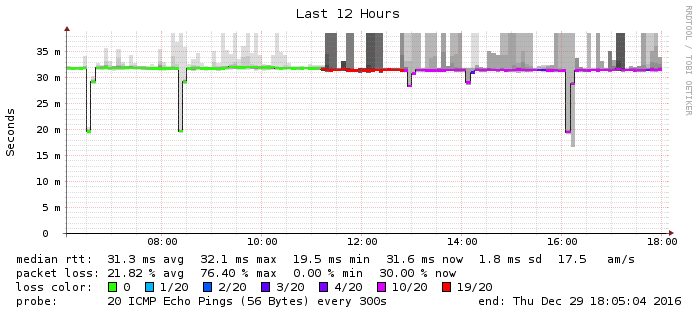 Last 12 Hours
RRDTOOL / TOBI OETIKER
Seconds
35 m
30 m
25 m
20 m
15 m
10 m
5 m
0
08:00 10:00 12:00 14:00 16:00 18:00
median rtt: 31.3 ms avg 32.1 ms max 19.5 ms min 31.6 ms now 1.8 ms sd 17.5 am/s
packet loss: 21.82 % avg 76.40 % max 0.00 % min 30.00 % now
loss color: 0 1/20 2/20 3/20 4/20 10/20 19/20
probe: 20 ICMP Echo Pings (56 Bytes) every 300s end: Thu Dec 29 18:05:04 2016